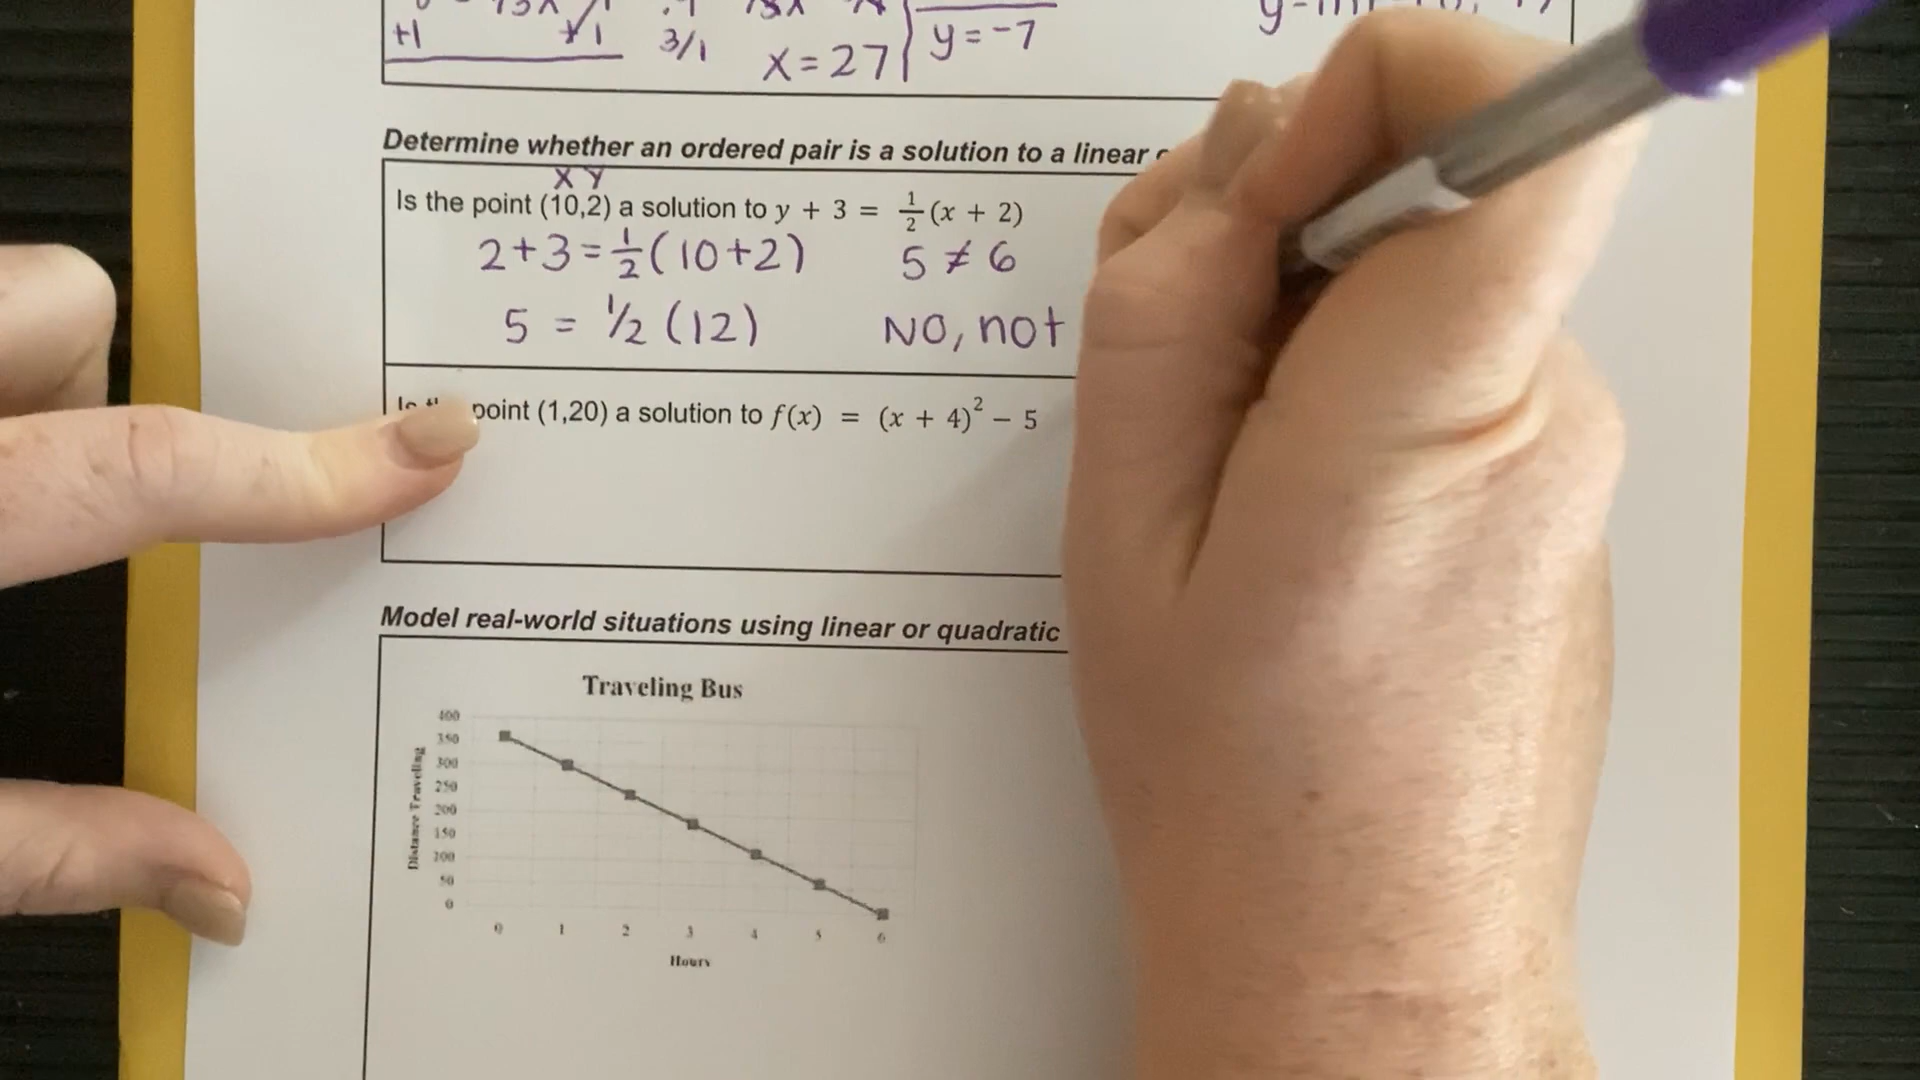 +1 +1 3/1 x = 27 y = -7
Determine whether an ordered pair is a solution to a linear
X Y
Is the point (10,2) a solution to y + 3 = 1/2 (x + 2)
2+3 = 1/2 (10+2) 5 ≠ 6
5 = 1/2 (12) NO, not
point (1,20) a solution to f(x) = (x + 4)² − 5
Model real-world situations using linear or quadratic
Traveling Bus
400
350
300
250
200
150
100
50
0
Distance Traveling
0 1 2 3 4 5 6
Hours